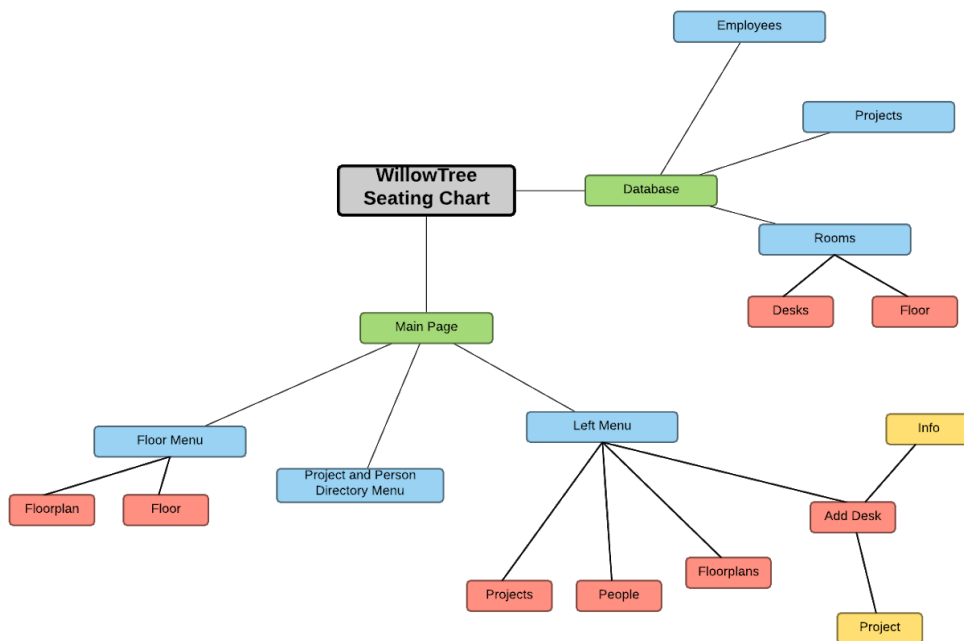 Employees
Projects
WillowTree
Seating Chart
Database
Rooms
Desks
Floor
Main Page
Floor Menu
Left Menu
Info
Project and Person
Directory Menu
Floorplan
Floor
Add Desk
Floorplans
Projects
People
Project